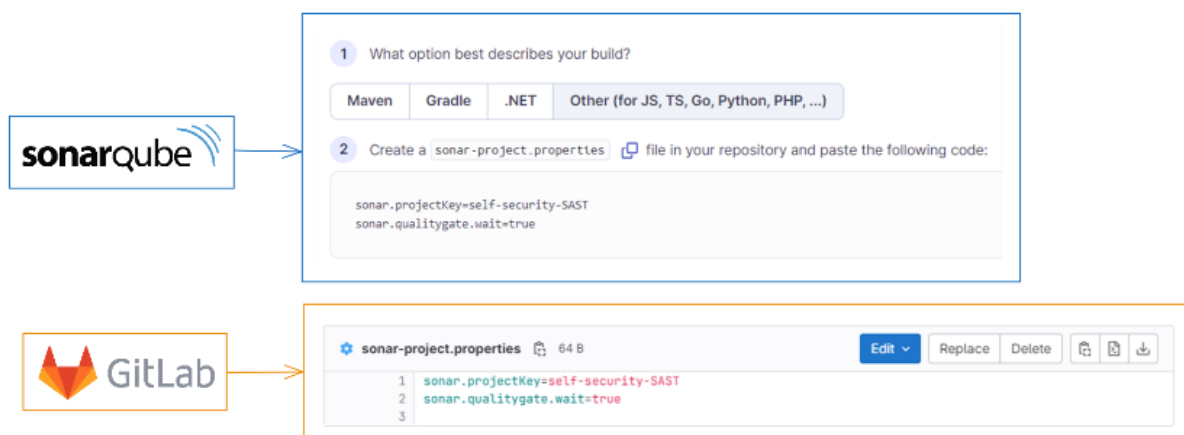 1 What option best describes your build?
Maven Gradle .NET Other (for JS, TS, Go, Python, PHP, ...)
sonarqube
2 Create a sonar-project.properties file in your repository and paste the following code:
sonar.projectKey=self-security-SAST
sonar.qualitygate.wait=true
GitLab
sonar-project.properties 64 B Edit Replace Delete
1 sonar.projectKey=self-security-SAST
2 sonar.qualitygate.wait=true
3